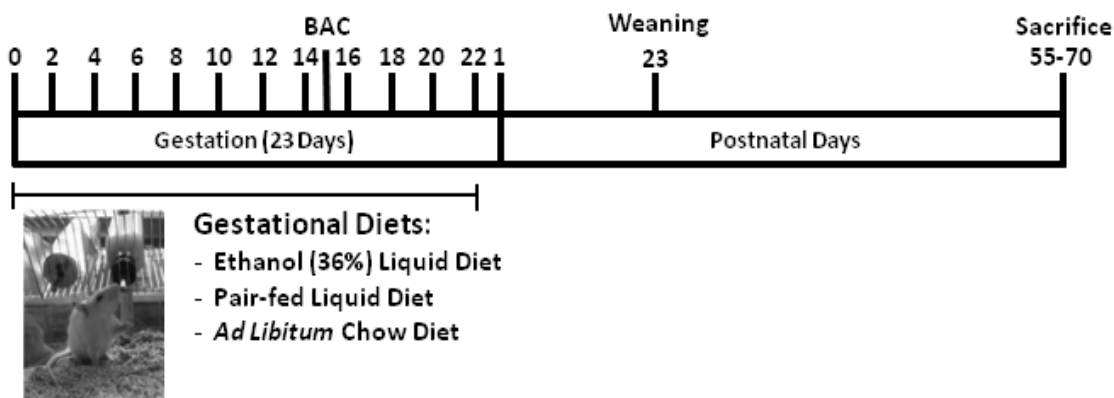 BAC
Weaning
Sacrifice
0 2 4 6 8 10 12 14 16 18 20 22 1 23 55-70
Gestation (23 Days) Postnatal Days
Gestational Diets:
- Ethanol (36%) Liquid Diet
- Pair-fed Liquid Diet
- Ad Libitum Chow Diet